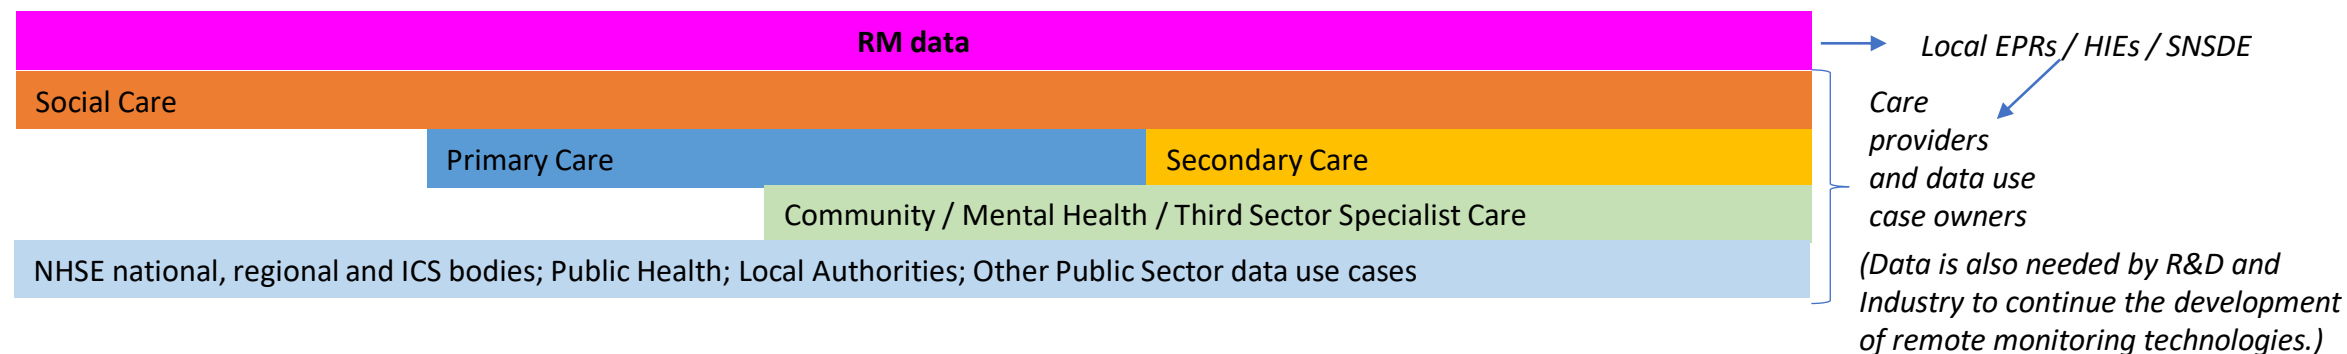 RM data
Local EPRs / HIEs / SNSDE
Social Care
Care
providers
and data use
case owners
Primary Care
Secondary Care
Community / Mental Health / Third Sector Specialist Care
NHSE national, regional and ICS bodies; Public Health; Local Authorities; Other Public Sector data use cases
(Data is also needed by R&D and
Industry to continue the development
of remote monitoring technologies.)